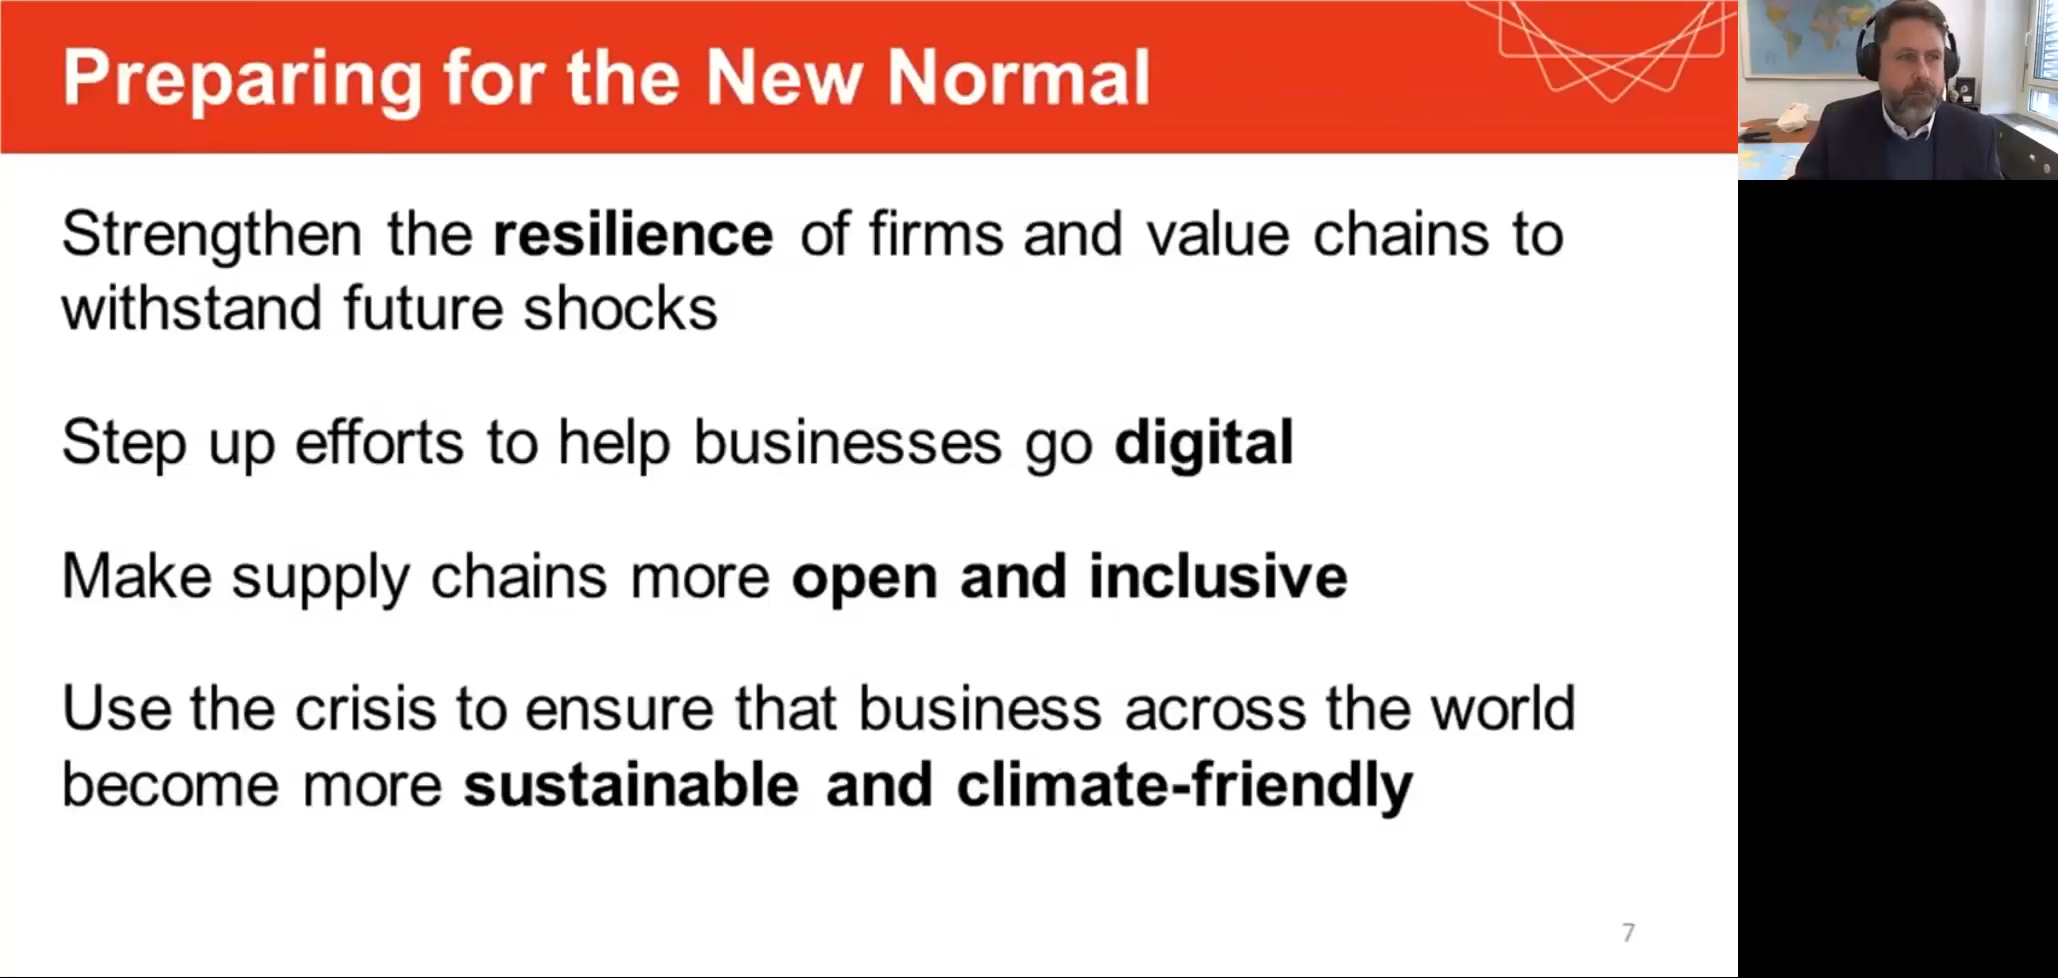 Preparing for the New Normal
Strengthen the resilience of firms and value chains to
withstand future shocks
Step up efforts to help businesses go digital
Make supply chains more open and inclusive
Use the crisis to ensure that business across the world
become more sustainable and climate-friendly
7